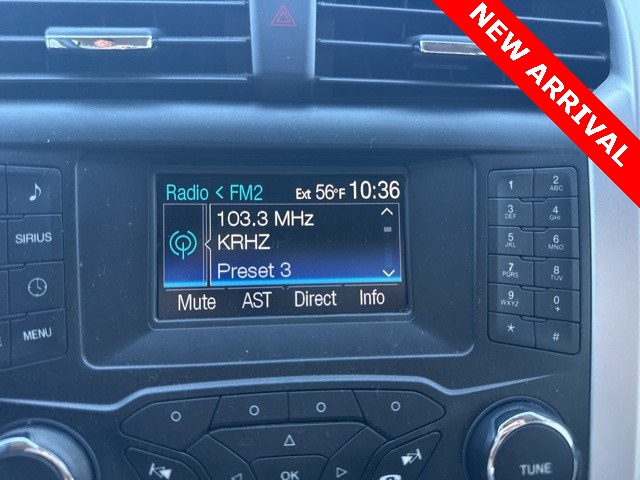 NEW ARRIVAL
Radio < FM2 Ext 56°F 10:36
103.3 MHz
KRHZ
Preset 3
Mute AST Direct Info
SIRIUS
MENU
1
2 ABC
3 DEF
4 GHI
5 JKL
6 MNO
7 PQRS
8 TUV
9 WXYZ
0 +
*
#
OK
TUNE